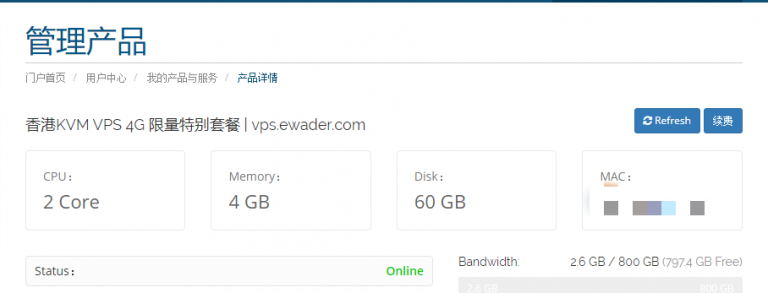 管理产品
门户首页 / 用户中心 / 我的产品与服务 / 产品详情
香港KVM VPS 4G 限量特别套餐 | vps.ewader.com
Refresh
续费
CPU：
2 Core
Memory：
4 GB
Disk：
60 GB
MAC：
Status：
Online
Bandwidth:
2.6 GB / 800 GB (797.4 GB Free)
2.6 GB
800 GB